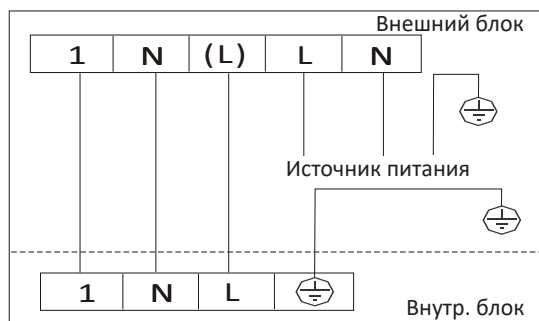 Внешний блок
1 N (L) L N
Источник питания
1 N L
Внутр. блок